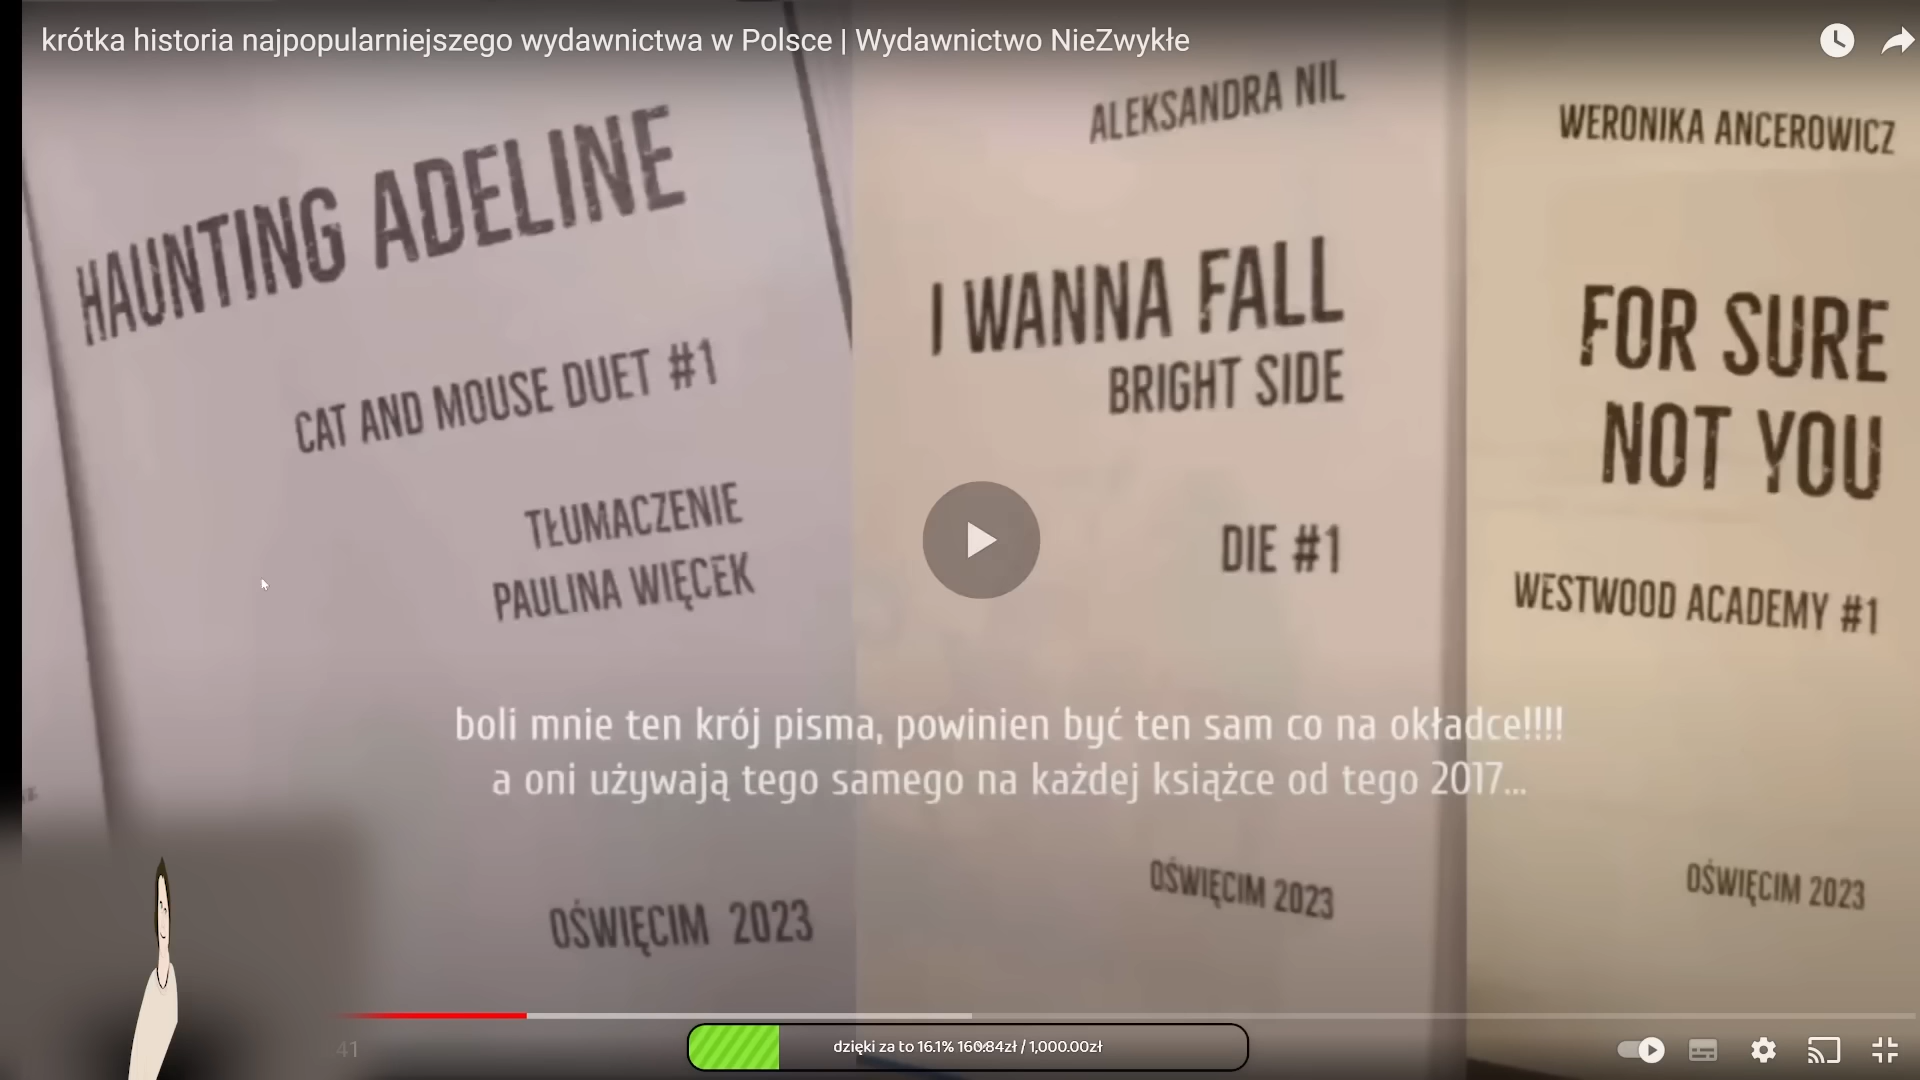 krótka historia najpopularniejszego wydawnictwa w Polsce | Wydawnictwo NieZwykłe
HAUNTING ADELINE
CAT AND MOUSE DUET #1
TŁUMACZENIE
PAULINA WIĘCEK
OŚWIĘCIM 2023
ALEKSANDRA NIL
I WANNA FALL
BRIGHT SIDE
DIE #1
OŚWIĘCIM 2023
WERONIKA ANCEROWICZ
FOR SURE
NOT YOU
WESTWOOD ACADEMY #1
OŚWIĘCIM 2023
boli mnie ten krój pisma, powinien być ten sam co na okładce!!!!
a oni używają tego samego na każdej książce od tego 2017...
41
dzięki za to 16.1% 160.84zł / 1,000.00zł